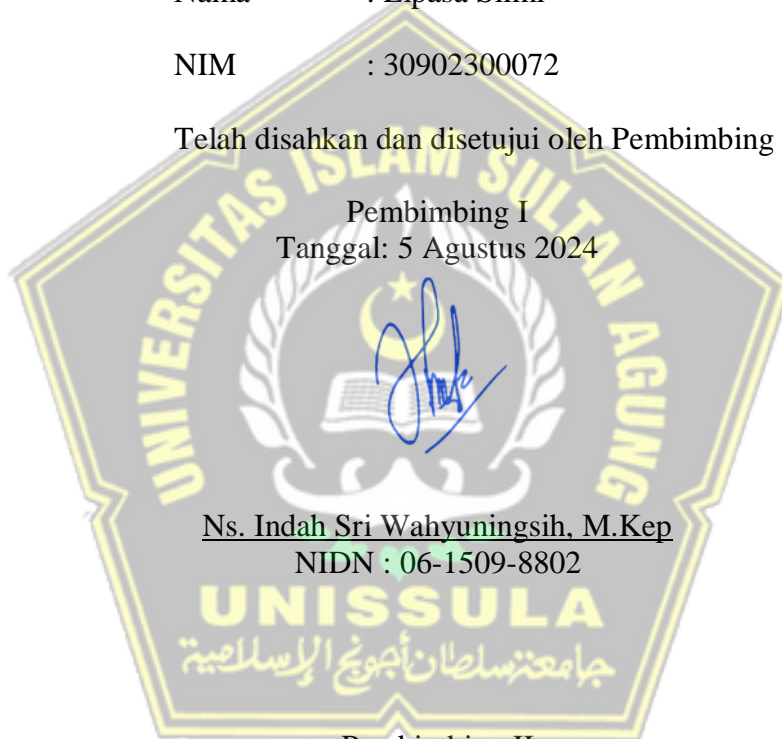 NIM : 30902300072
Telah disahkan dan disetujui oleh Pembimbing
Pembimbing I
Tanggal: 5 Agustus 2024
UNIVERSITAS ISLAM SULTAN AGUNG
Ns. Indah Sri Wahyuningsih, M.Kep
NIDN : 06-1509-8802
UNISSULA
جامعة سلطان أجونج الإسلامية